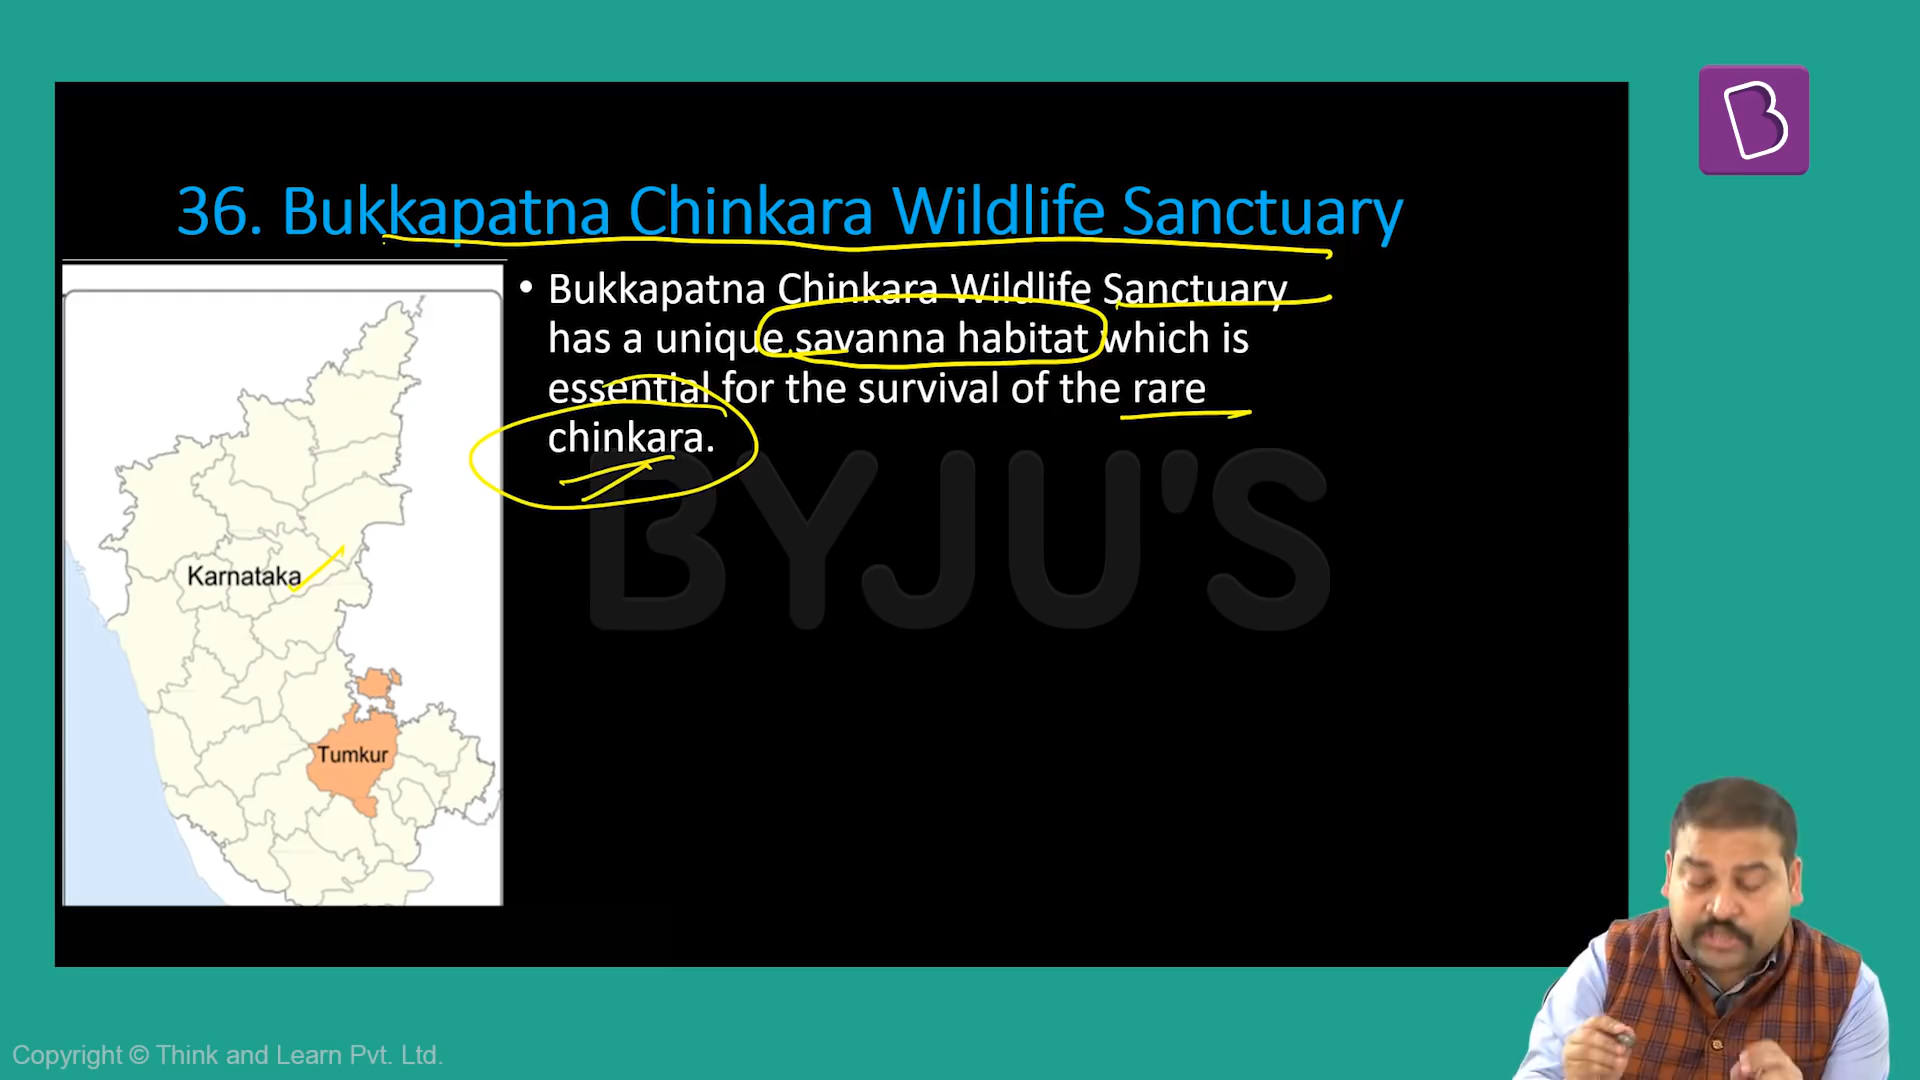 36. Bukkapatna Chinkara Wildlife Sanctuary
• Bukkapatna Chinkara Wildlife Sanctuary
has a unique savanna habitat which is
essential for the survival of the rare
chinkara.
BYJU'S
Karnataka
Tumkur
B
Copyright © Think and Learn Pvt. Ltd.